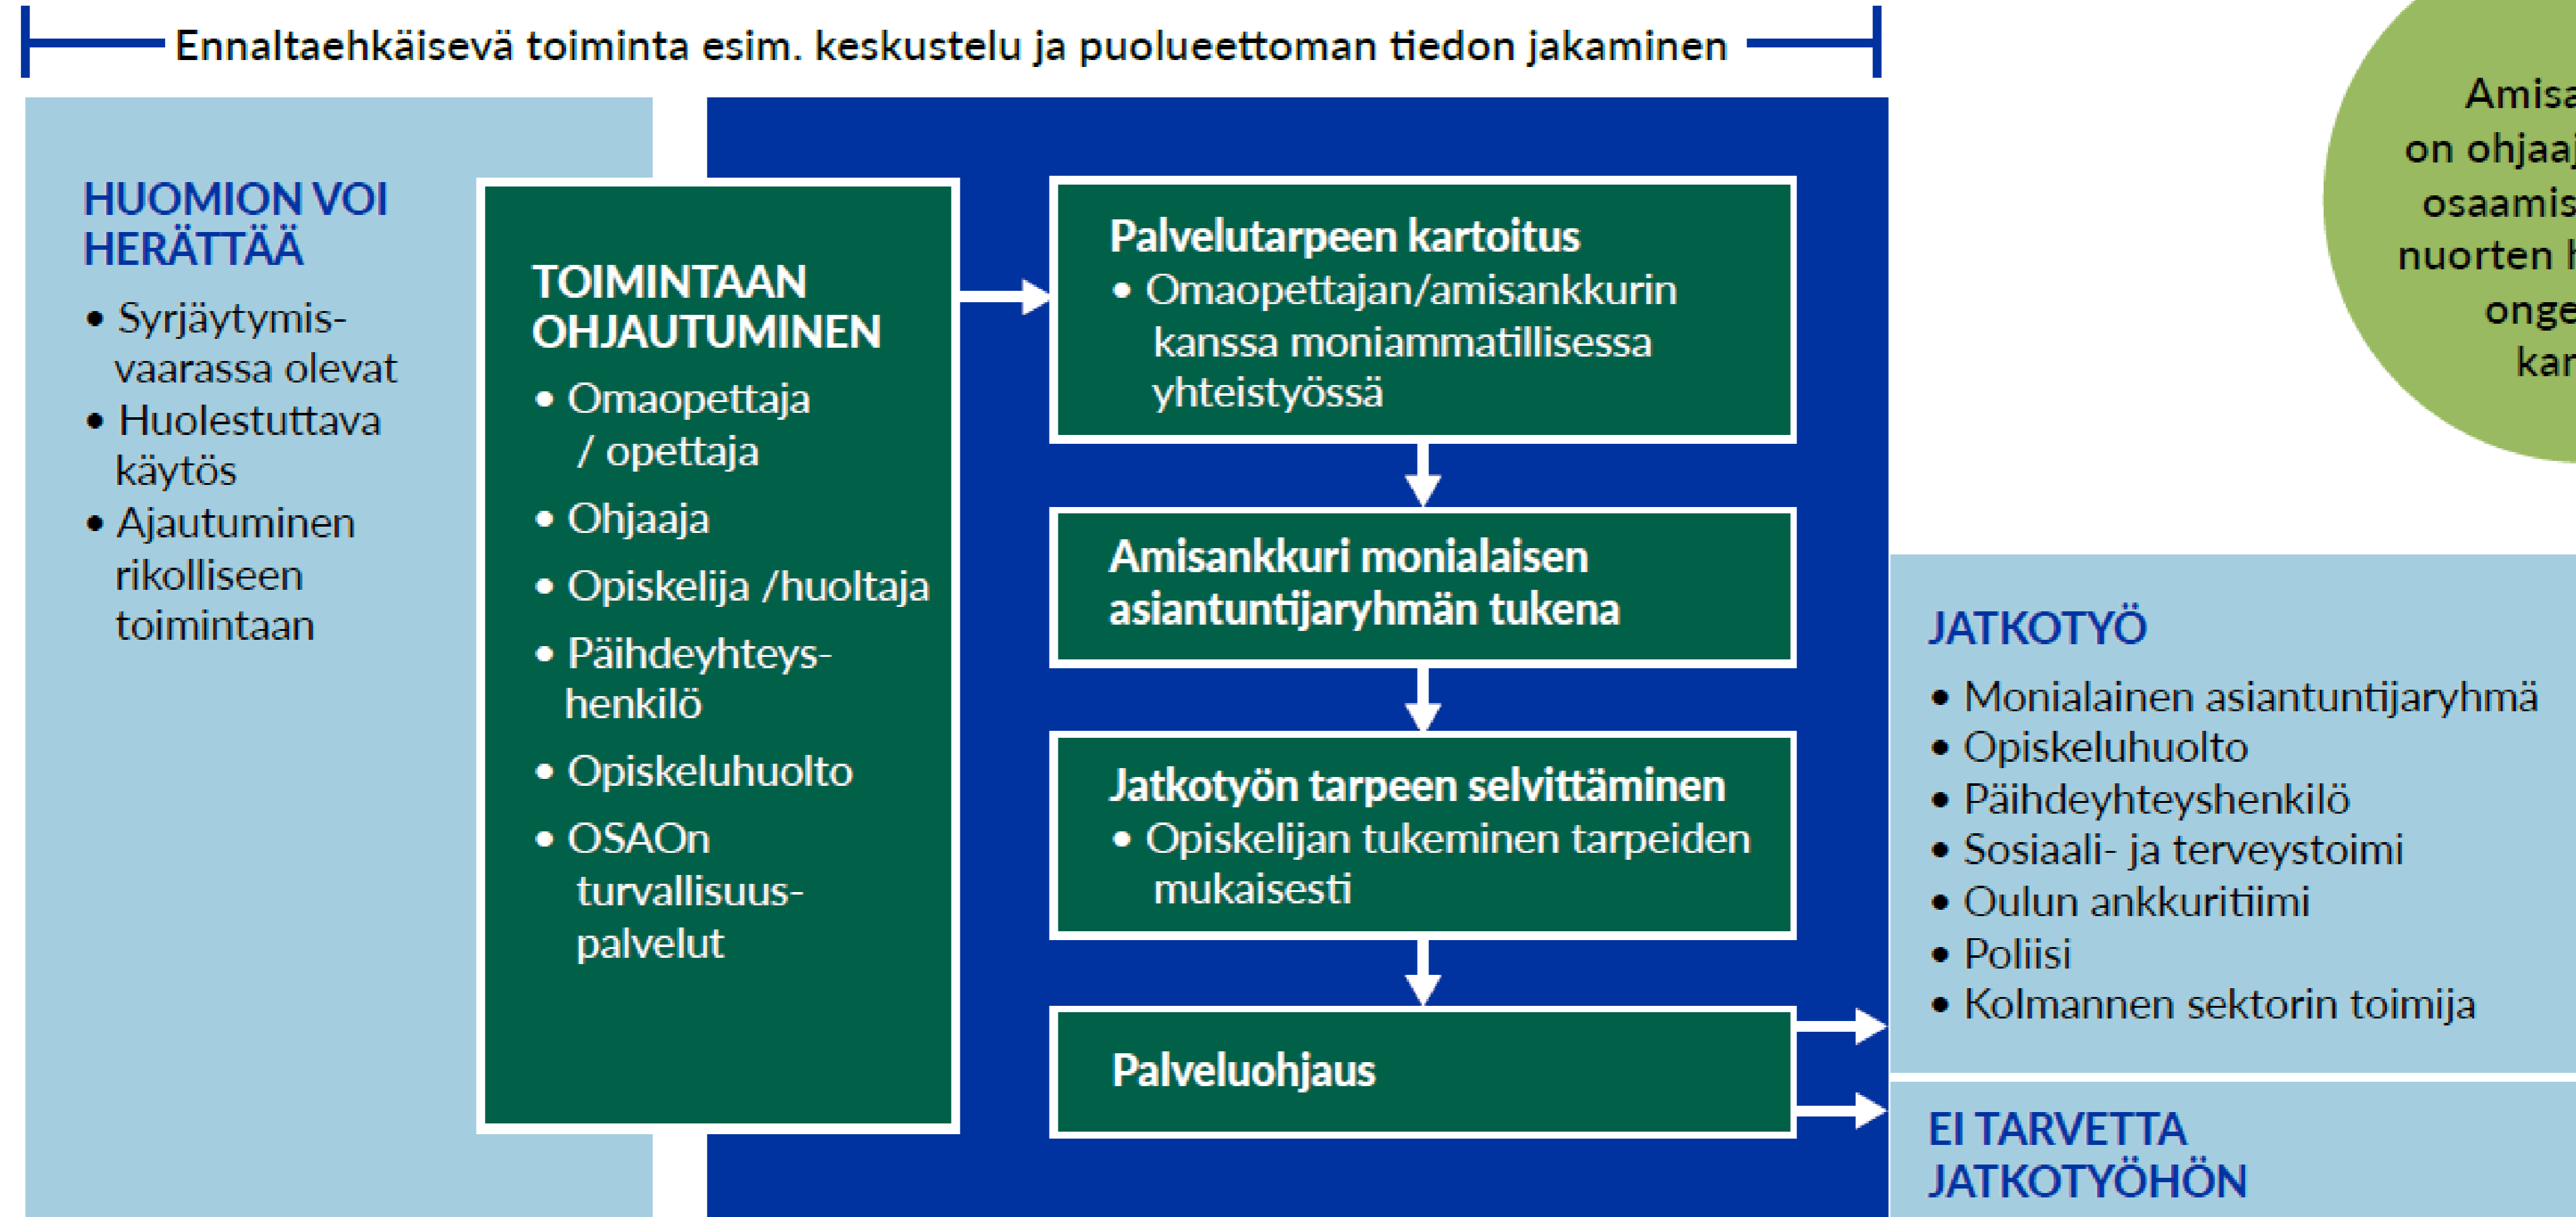 Ennaltaehkäisevä toiminta esim. keskustelu ja puolueettoman tiedon jakaminen
HUOMION VOI
HERÄTTÄÄ
• Syrjäytymis-
vaarassa olevat
• Huolestuttava
käytös
• Ajautuminen
rikolliseen
toimintaan
TOIMINTAAN
OHJAUTUMINEN
• Omaopettaja
/ opettaja
• Ohjaaja
• Opiskelija /huoltaja
• Päihdeyhteys-
henkilö
• Opiskeluhuolto
• OSAOn
turvallisuus-
palvelut
Palvelutarpeen kartoitus
• Omaopettajan/amisankkurin
kanssa moniammatillisessa
yhteistyössä
Amisankkuri monialaisen
asiantuntijaryhmän tukena
Jatkotyön tarpeen selvittäminen
• Opiskelijan tukeminen tarpeiden
mukaisesti
Palveluohjaus
on
nuorten
JATKOTYÖ
• Monialainen asiantuntijaryhmä
• Opiskeluhuolto
• Päihdeyhteyshenkilö
• Sosiaali- ja terveystoimi
• Oulun ankkuritiimi
• Poliisi
• Kolmannen sektorin toimija
EI TARVETTA
JATKOTYÖHÖN